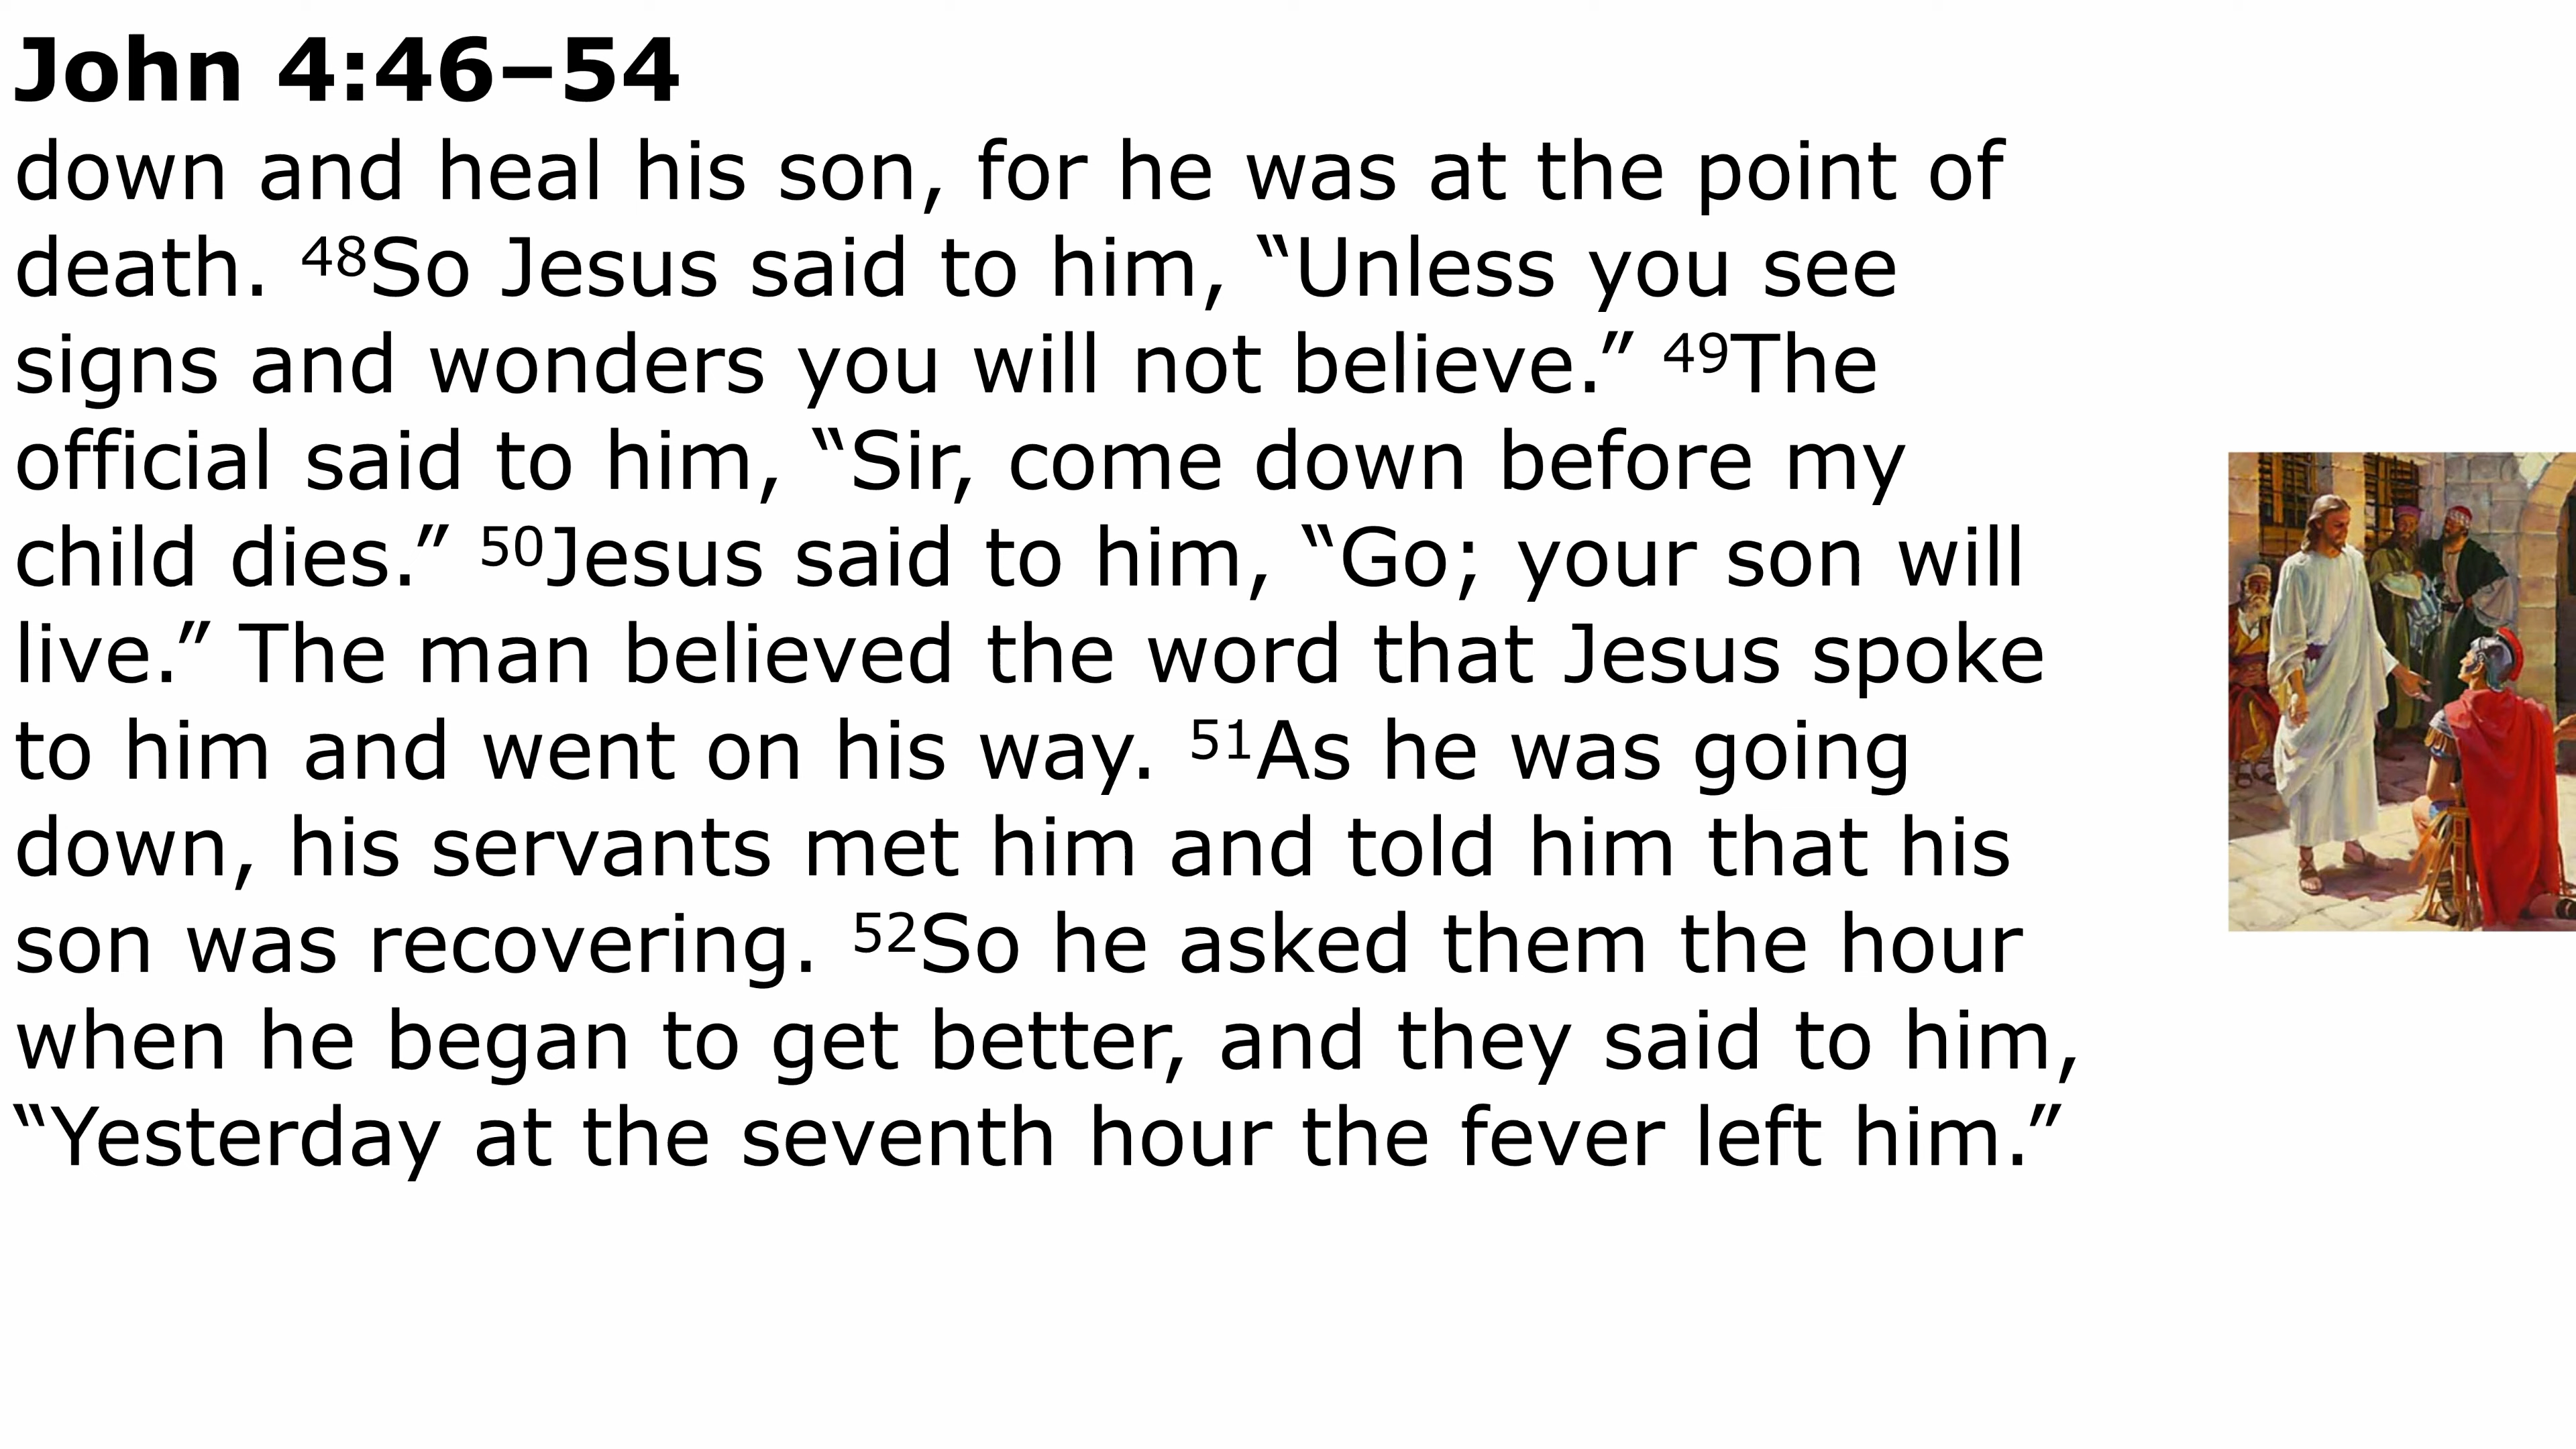 John 4:46–54
down and heal his son, for he was at the point of
death. 48So Jesus said to him, “Unless you see
signs and wonders you will not believe.” 49The
official said to him, “Sir, come down before my
child dies.” 50Jesus said to him, “Go; your son will
live.” The man believed the word that Jesus spoke
to him and went on his way. 51As he was going
down, his servants met him and told him that his
son was recovering. 52So he asked them the hour
when he began to get better, and they said to him,
“Yesterday at the seventh hour the fever left him.”